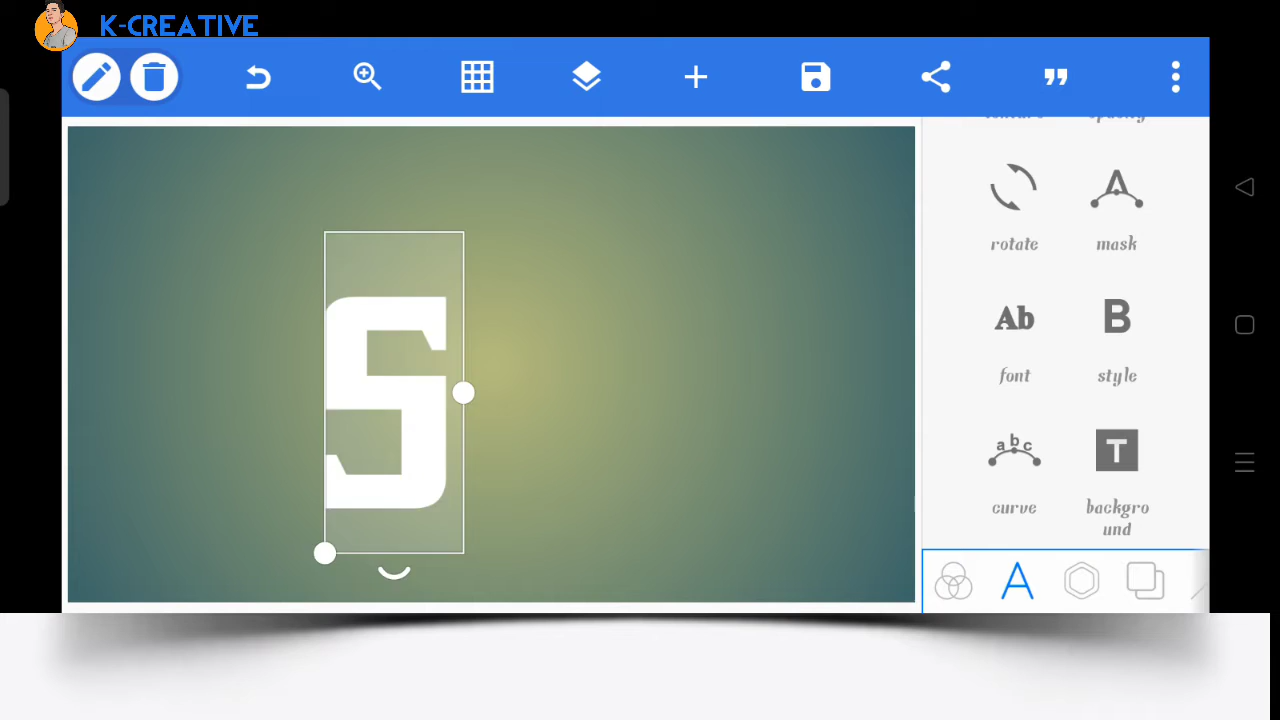 K-CREATIVE
rotate
mask
Ab
B
font
style
S
abc
T
curve
backgro
und
A